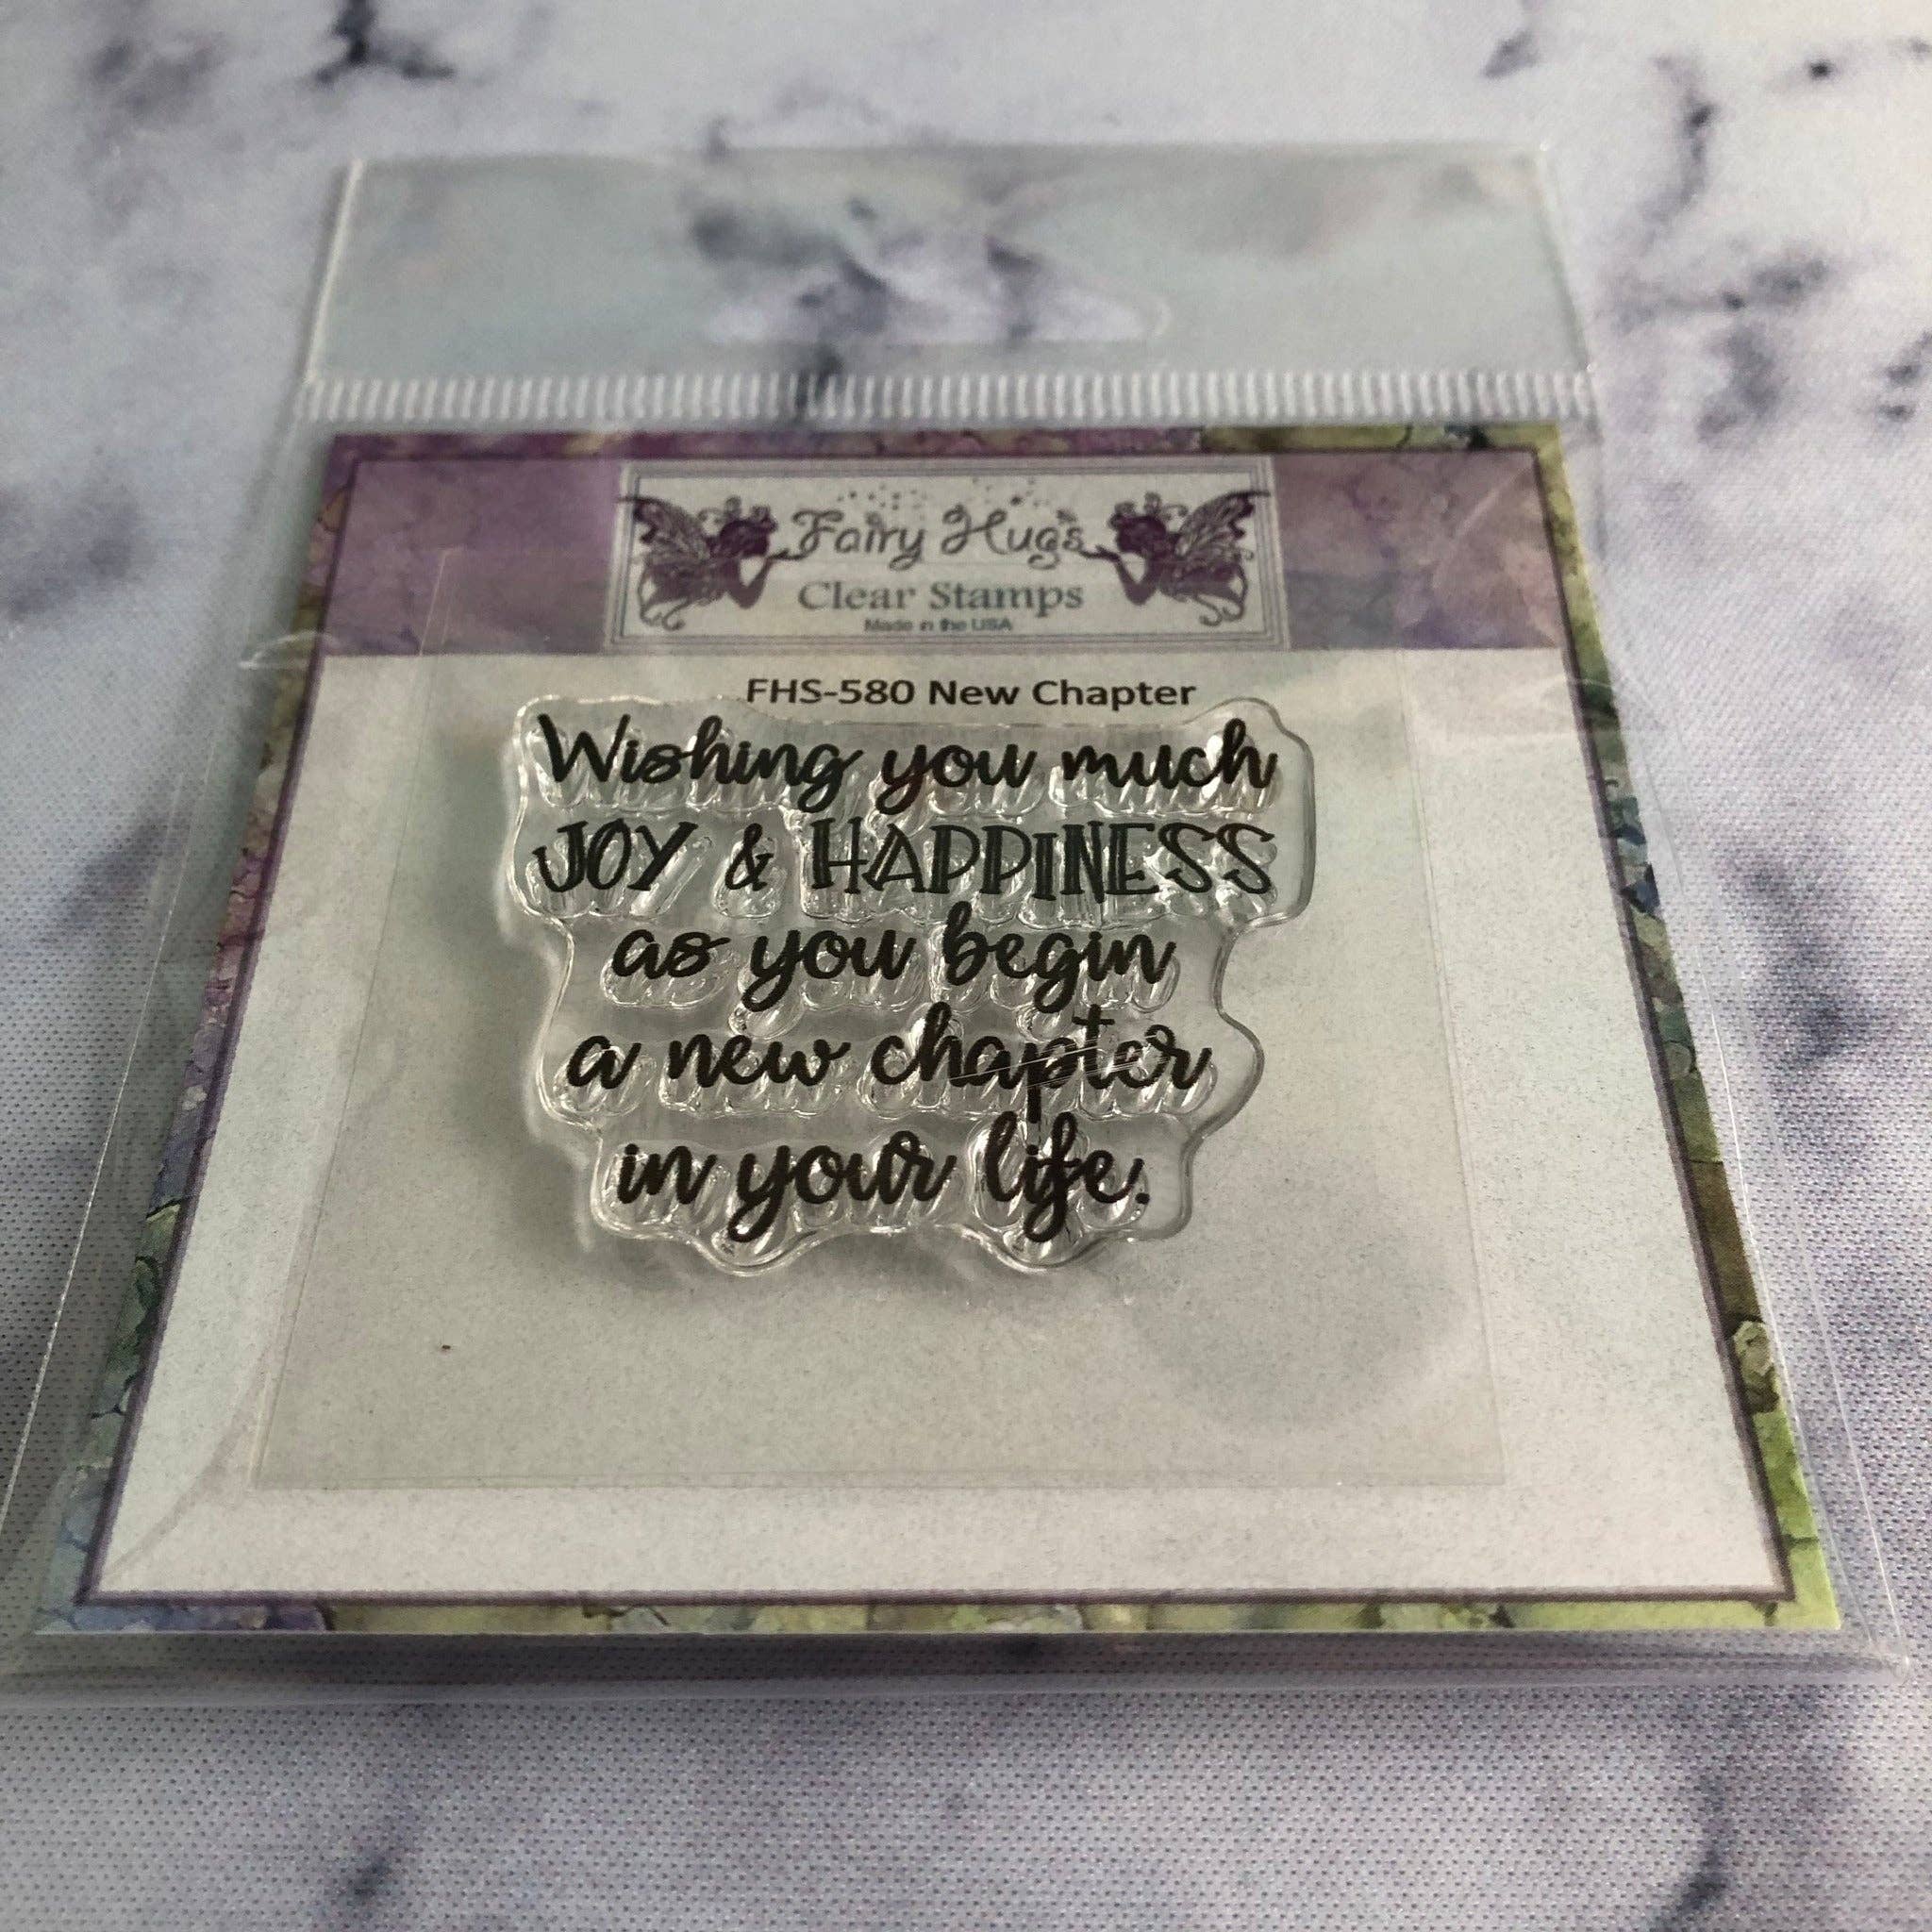 Fairy Hugs
Clear Stamps
Made in the USA
FHS-580 New Chapter
Wishing you much
JOY & HAPPINESS
as you begin
a new chapter
in your life.